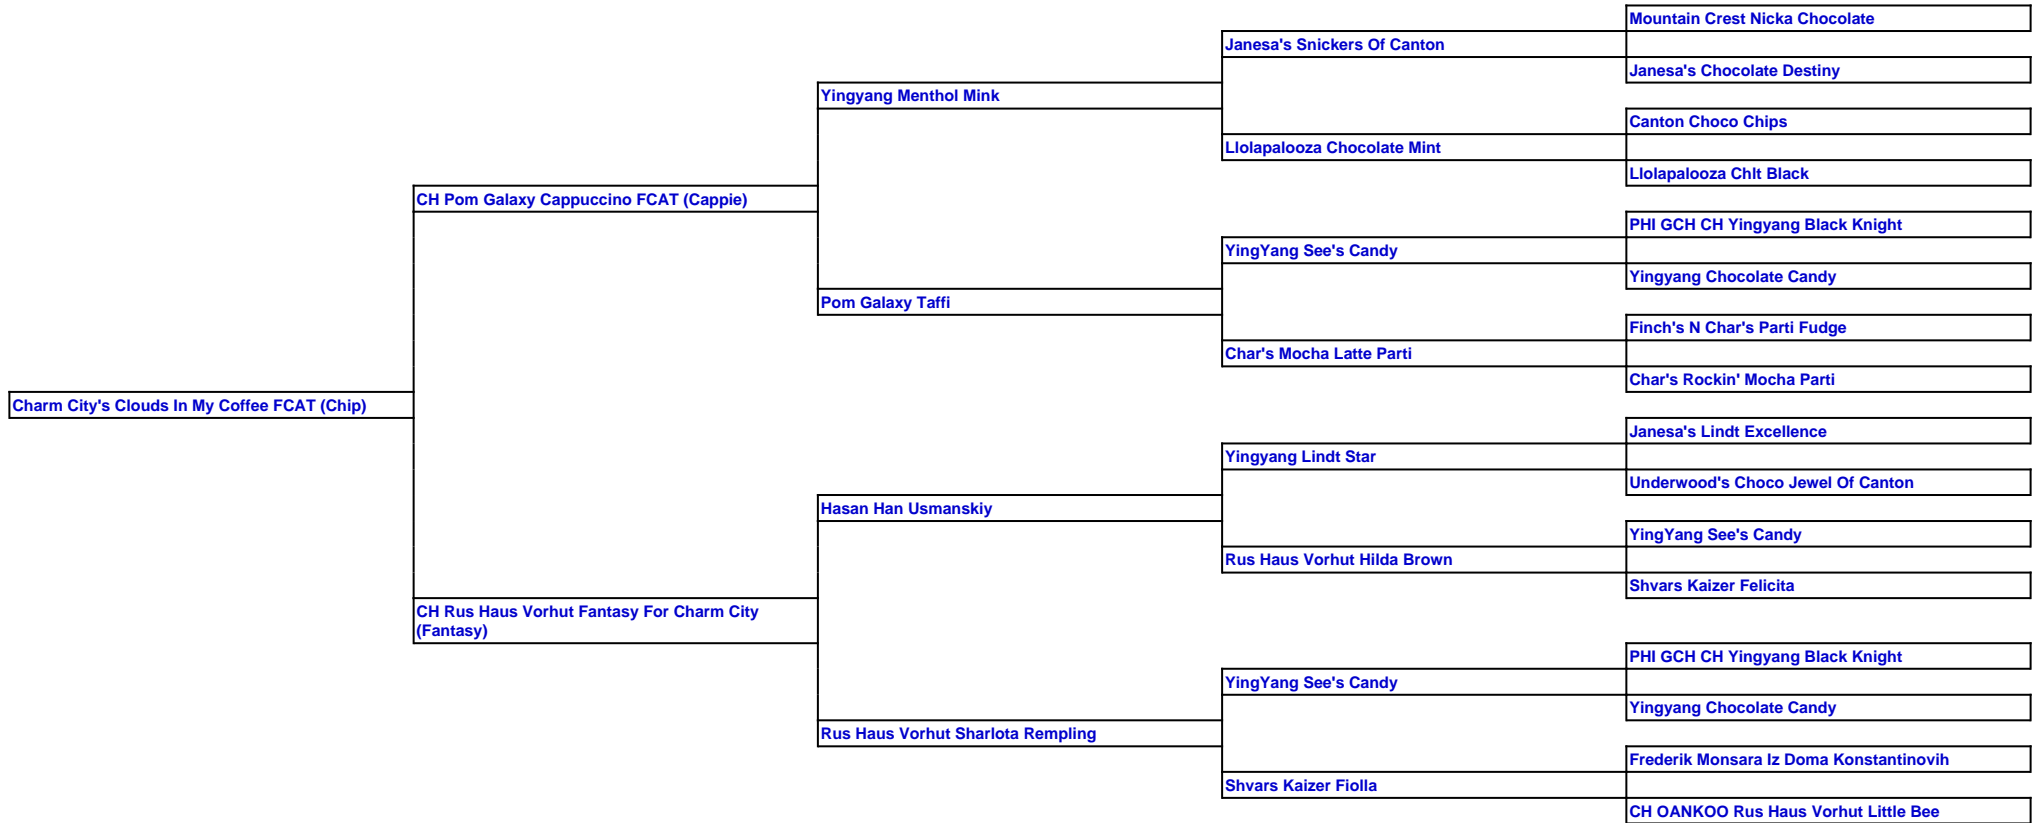 Mountain Crest Nicka Chocolate
Janesa's Snickers Of Canton
Janesa's Chocolate Destiny
Yingyang Menthol Mink
Canton Choco Chips
Llolapalooza Chocolate Mint
Llolapalooza Chlt Black
CH Pom Galaxy Cappuccino FCAT (Cappie)
PHI GCH CH Yingyang Black Knight
YingYang See's Candy
Yingyang Chocolate Candy
Pom Galaxy Taffi
Finch's N Char's Parti Fudge
Char's Mocha Latte Parti
Char's Rockin' Mocha Parti
Charm City's Clouds In My Coffee FCAT (Chip)
Janesa's Lindt Excellence
Yingyang Lindt Star
Underwood's Choco Jewel Of Canton
Hasan Han Usmanskiy
YingYang See's Candy
Rus Haus Vorhut Hilda Brown
Shvars Kaizer Felicita
CH Rus Haus Vorhut Fantasy For Charm City
(Fantasy)
PHI GCH CH Yingyang Black Knight
YingYang See's Candy
Yingyang Chocolate Candy
Rus Haus Vorhut Sharlota Rempling
Frederik Monsara Iz Doma Konstantinovih
Shvars Kaizer Fiolla
CH OANKOO Rus Haus Vorhut Little Bee